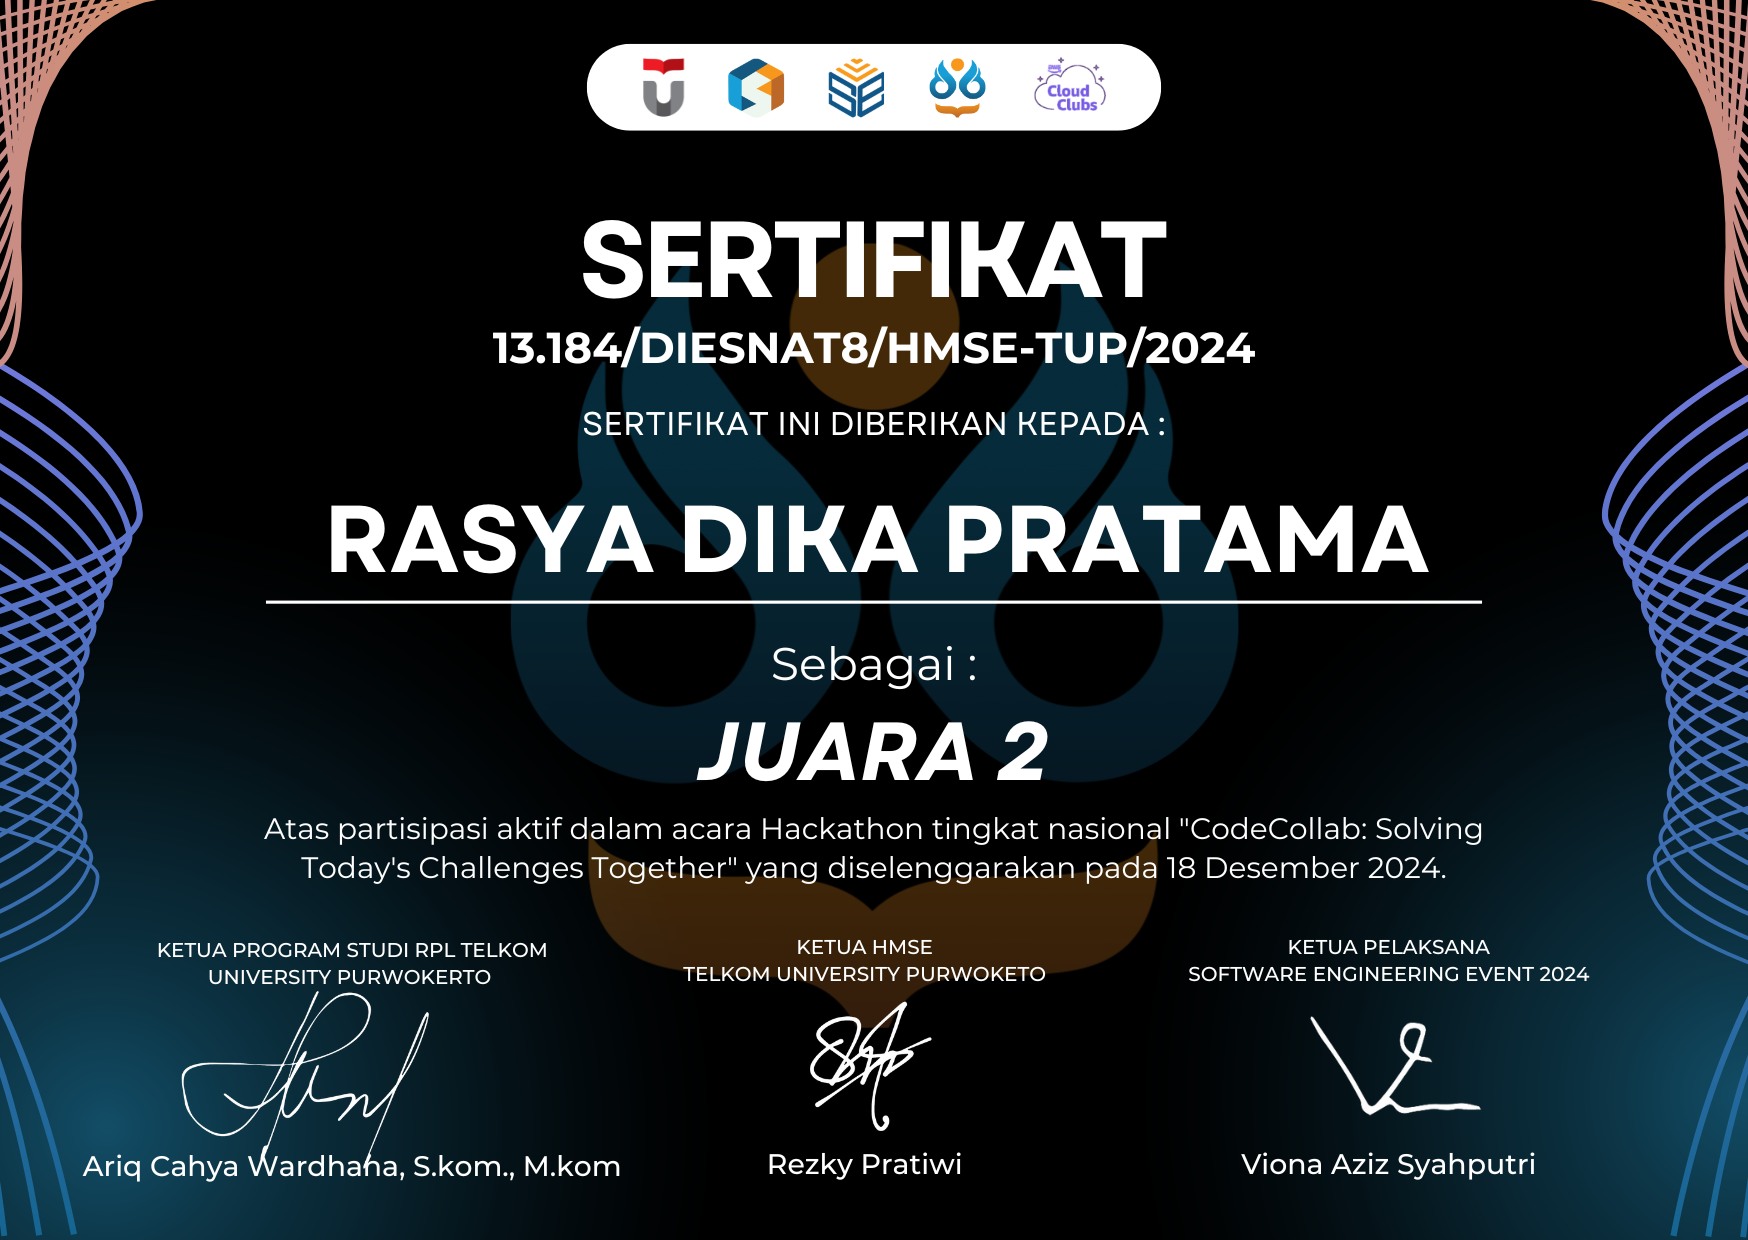 Cloud
Clubs
SERTIFIKAT
13.184/DIESNAT8/HMSE-TUP/2024
SERTIFIKAT INI DIBERIKAN KEPADA :
RASYA DIKA PRATAMA
Sebagai :
JUARA 2
Atas partisipasi aktif dalam acara Hackathon tingkat nasional "CodeCollab: Solving
Today's Challenges Together" yang diselenggarakan pada 18 Desember 2024.
KETUA PROGRAM STUDI RPL TELKOM
UNIVERSITY PURWOKERTO
Ariq Cahya Wardhana, S.kom., M.kom
KETUA HMSE
TELKOM UNIVERSITY PURWOKETO
Rezky Pratiwi
KETUA PELAKSANA
SOFTWARE ENGINEERING EVENT 2024
Viona Aziz Syahputri